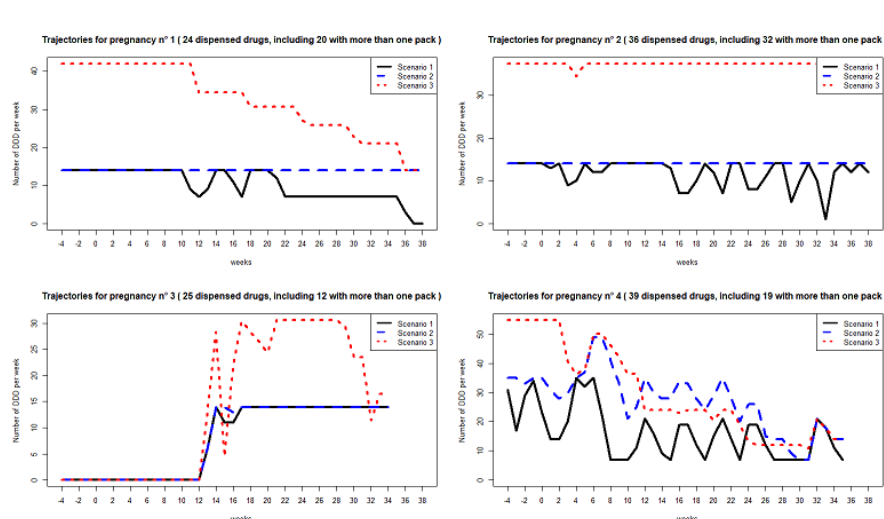 Trajectories for pregnancy n° 1 ( 24 dispensed drugs, including 20 with more than one pack )
Number of DDD per week
40
30
20
10
0
Scenario 1
Scenario 2
Scenario 3
-4 -2 0 2 4 6 8 10 12 14 16 18 20 22 24 26 28 30 32 34 36 38
weeks
Trajectories for pregnancy n° 2 ( 36 dispensed drugs, including 32 with more than one pack
Number of DDD per week
30
20
10
0
Scenario 1
Scenario 2
Scenario 3
-4 -2 0 2 4 6 8 10 12 14 16 18 20 22 24 26 28 30 32 34 36 38
weeks
Trajectories for pregnancy n° 3 ( 25 dispensed drugs, including 12 with more than one pack )
Number of DDD per week
30
25
20
15
10
5
0
Scenario 1
Scenario 2
Scenario 3
-4 -2 0 2 4 6 8 10 12 14 16 18 20 22 24 26 28 30 32 34 36 38
weeks
Trajectories for pregnancy n° 4 ( 39 dispensed drugs, including 19 with more than one pack
Number of DDD per week
50
40
30
20
10
0
Scenario 1
Scenario 2
Scenario 3
-4 -2 0 2 4 6 8 10 12 14 16 18 20 22 24 26 28 30 32 34 36 38
weeks